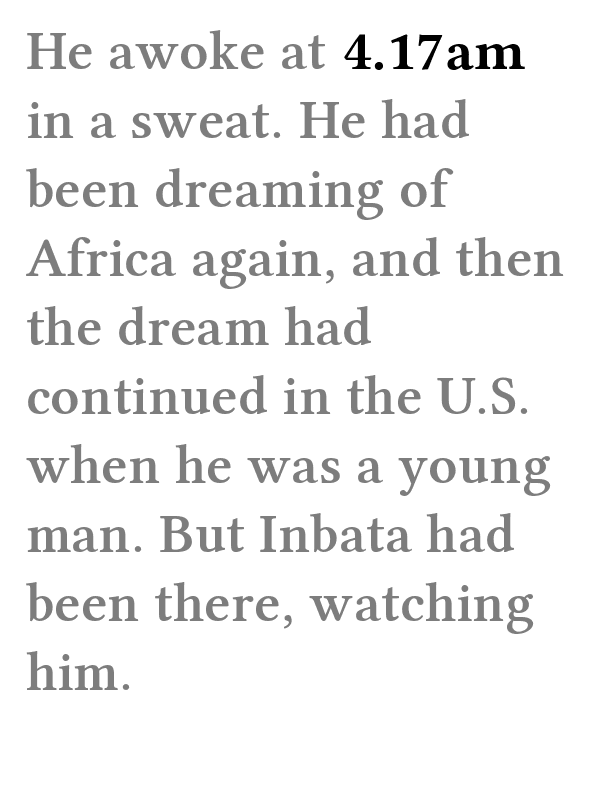 He awoke at 4.17am
in a sweat. He had
been dreaming of
Africa again, and then
the dream had
continued in the U.S.
when he was a young
man. But Inbata had
been there, watching
him.